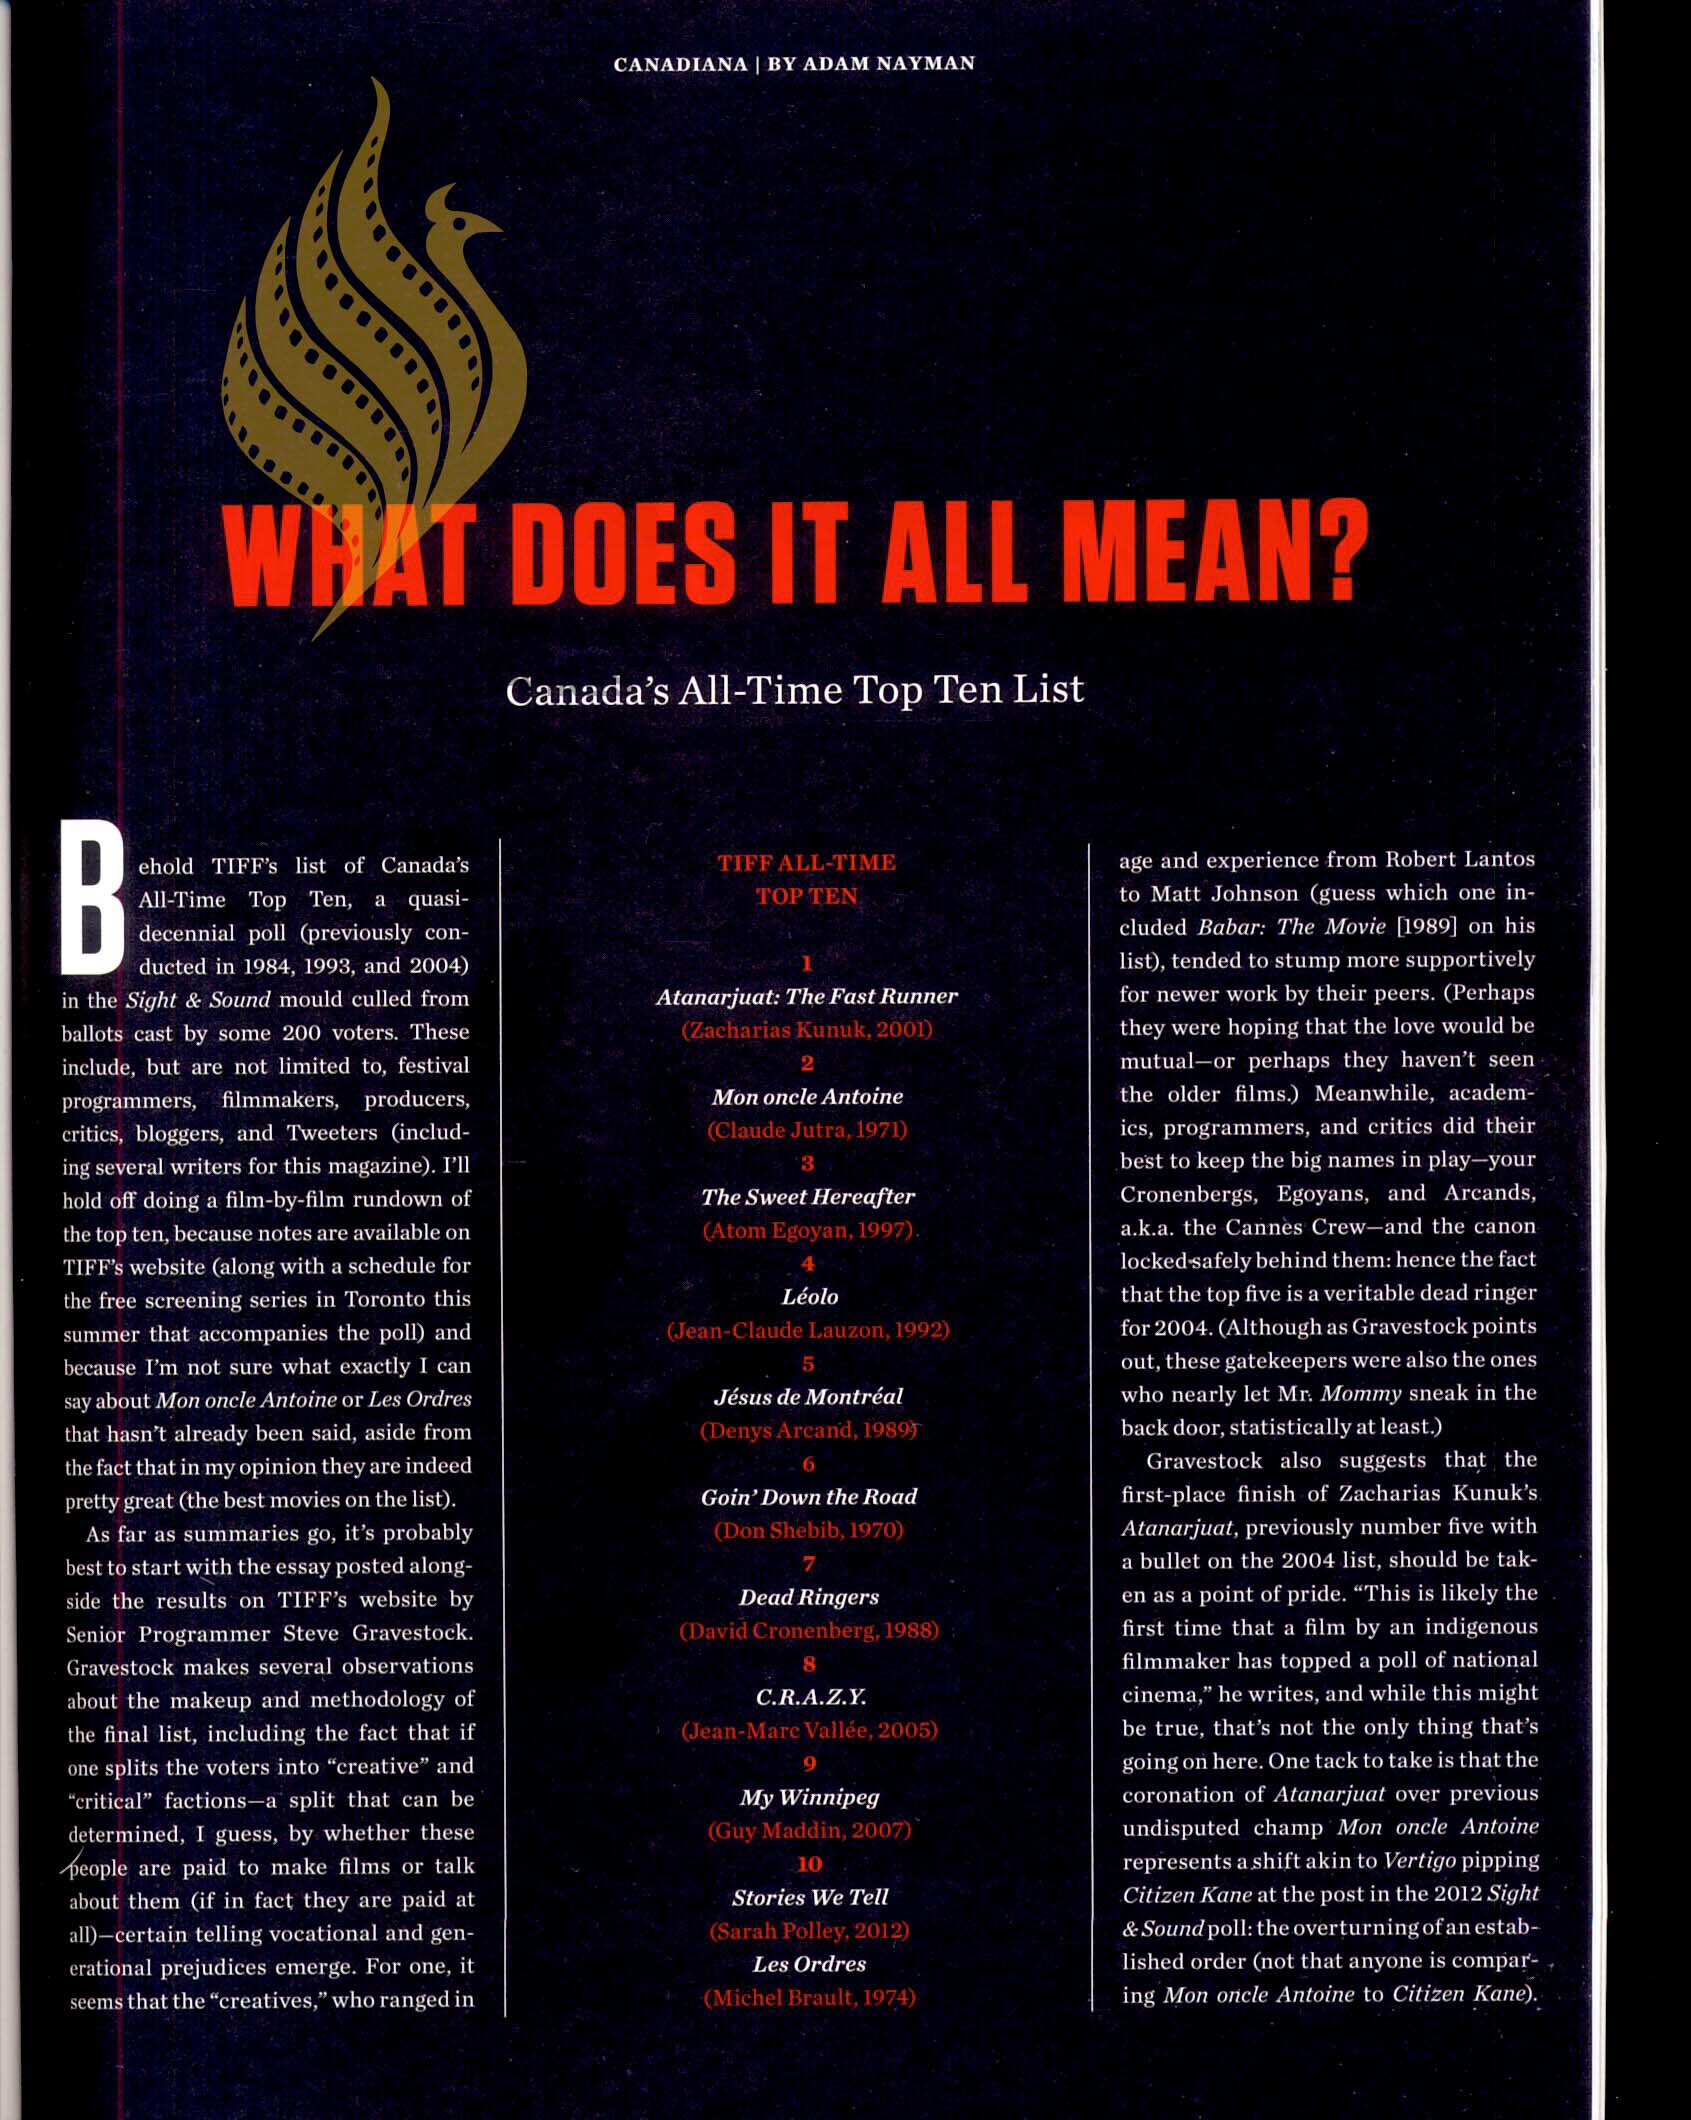 CANADIANA | BY ADAM NAYMAN
WHAT DOES IT ALL MEAN?
Canada's All-Time Top Ten List
Behold TIFF's list of Canada's
All-Time Top Ten, a quasi-
decennial poll (previously con-
ducted in 1984, 1993, and 2004)
in the Sight & Sound mould culled from
ballots cast by some 200 voters. These
include, but are not limited to, festival
programmers, filmmakers, producers,
critics, bloggers, and Tweeters (includ-
ing several writers for this magazine). I'll
hold off doing a film-by-film rundown of
the top ten, because notes are available on
TIFF's website (along with a schedule for
the free screening series in Toronto this
summer that accompanies the poll) and
because I'm not sure what exactly I can
say about Mon oncle Antoine or Les Ordres
that hasn't already been said, aside from
the fact that in my opinion they are indeed
pretty great (the best movies on the list).
As far as summaries go, it's probably
best to start with the essay posted along-
side the results on TIFF's website by
Senior Programmer Steve Gravestock.
Gravestock makes several observations
about the makeup and methodology of
the final list, including the fact that if
one splits the voters into "creative" and
"critical" factions—a split that can be
determined, I guess, by whether these
people are paid to make films or talk
about them (if in fact they are paid at
all)—certain telling vocational and gen-
erational prejudices emerge. For one, it
seems that the "creatives," who ranged in
TIFF ALL-TIME
TOP TEN
1
Atanarjuat: The Fast Runner
(Zacharias Kunuk, 2001)
2
Mon oncle Antoine
(Claude Jutra, 1971)
3
The Sweet Hereafter
(Atom Egoyan, 1997)
4
Léolo
(Jean-Claude Lauzon, 1992)
5
Jésus de Montréal
(Denys Arcand, 1989)
6
Goin' Down the Road
(Don Shebib, 1970)
7
Dead Ringers
(David Cronenberg, 1988)
8
C.R.A.Z.Y.
(Jean-Marc Vallée, 2005)
9
My Winnipeg
(Guy Maddin, 2007)
10
Stories We Tell
(Sarah Polley, 2012)
Les Ordres
(Michel Brault, 1974)
age and experience from Robert Lantos
to Matt Johnson (guess which one in-
cluded Babar: The Movie [1989] on his
list), tended to stump more supportively
for newer work by their peers. (Perhaps
they were hoping that the love would be
mutual—or perhaps they haven't seen
the older films.) Meanwhile, academ-
ics, programmers, and critics did their
best to keep the big names in play—your
Cronenbergs, Egoyans, and Arcands,
a.k.a. the Cannes Crew—and the canon
locked safely behind them: hence the fact
that the top five is a veritable dead ringer
for 2004. (Although as Gravestock points
out, these gatekeepers were also the ones
who nearly let Mr. Mommy sneak in the
back door, statistically at least.)
Gravestock also suggests that the
first-place finish of Zacharias Kunuk's
Atanarjuat, previously number five with
a bullet on the 2004 list, should be tak-
en as a point of pride. "This is likely the
first time that a film by an indigenous
filmmaker has topped a poll of national
cinema," he writes, and while this might
be true, that's not the only thing that's
going on here. One tack to take is that the
coronation of Atanarjuat over previous
undisputed champ Mon oncle Antoine
represents a shift akin to Vertigo pipping
Citizen Kane at the post in the 2012 Sight
& Sound poll: the overturning of an estab-
lished order (not that anyone is compar-
ing Mon oncle Antoine to Citizen Kane).